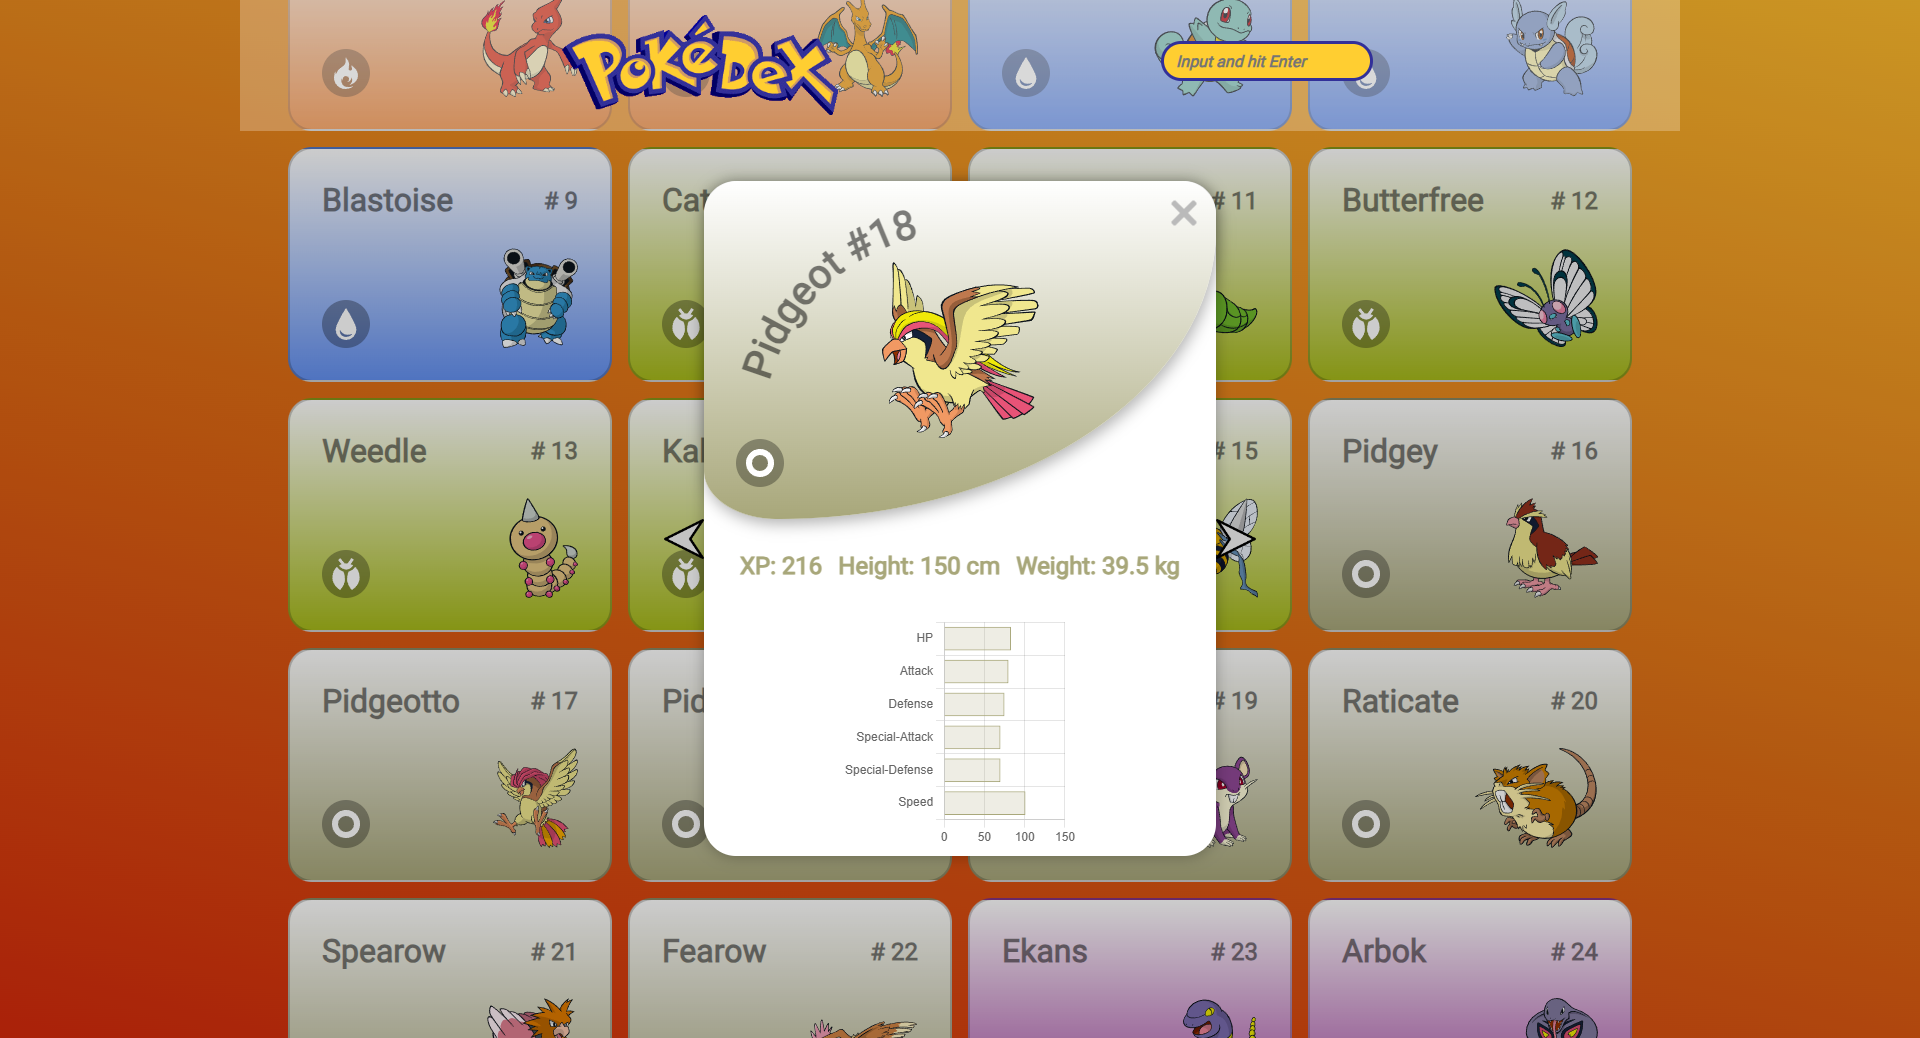 POKéDEX
Input and hit Enter
Blastoise # 9
Cat
# 11
Butterfree # 12
Pidgeot #18
Weedle # 13
Kak
# 15
Pidgey # 16
XP: 216 Height: 150 cm Weight: 39.5 kg
HP
Attack
Defense
Special-Attack
Special-Defense
Speed
0 50 100 150
Pidgeotto # 17
Pid
# 19
Raticate # 20
Spearow # 21
Fearow # 22
Ekans # 23
Arbok # 24